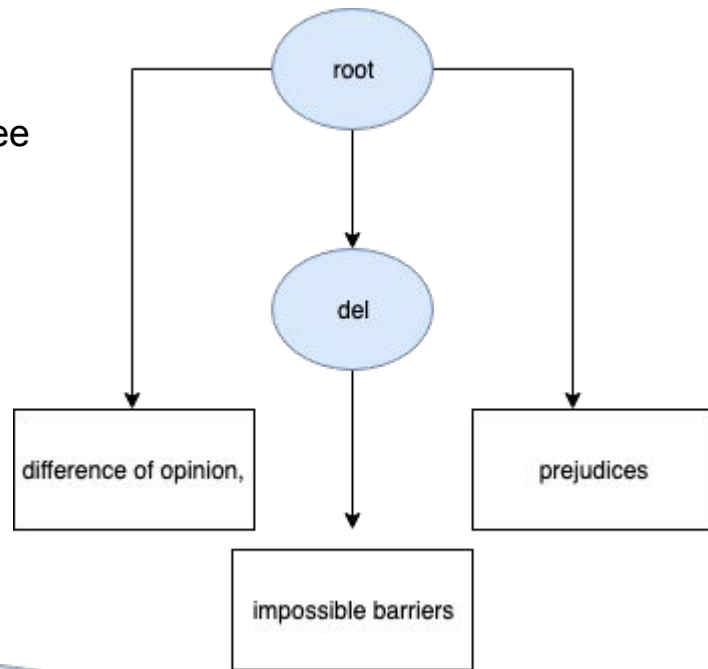 root
ee
del
difference of opinion,
prejudices
impossible barriers